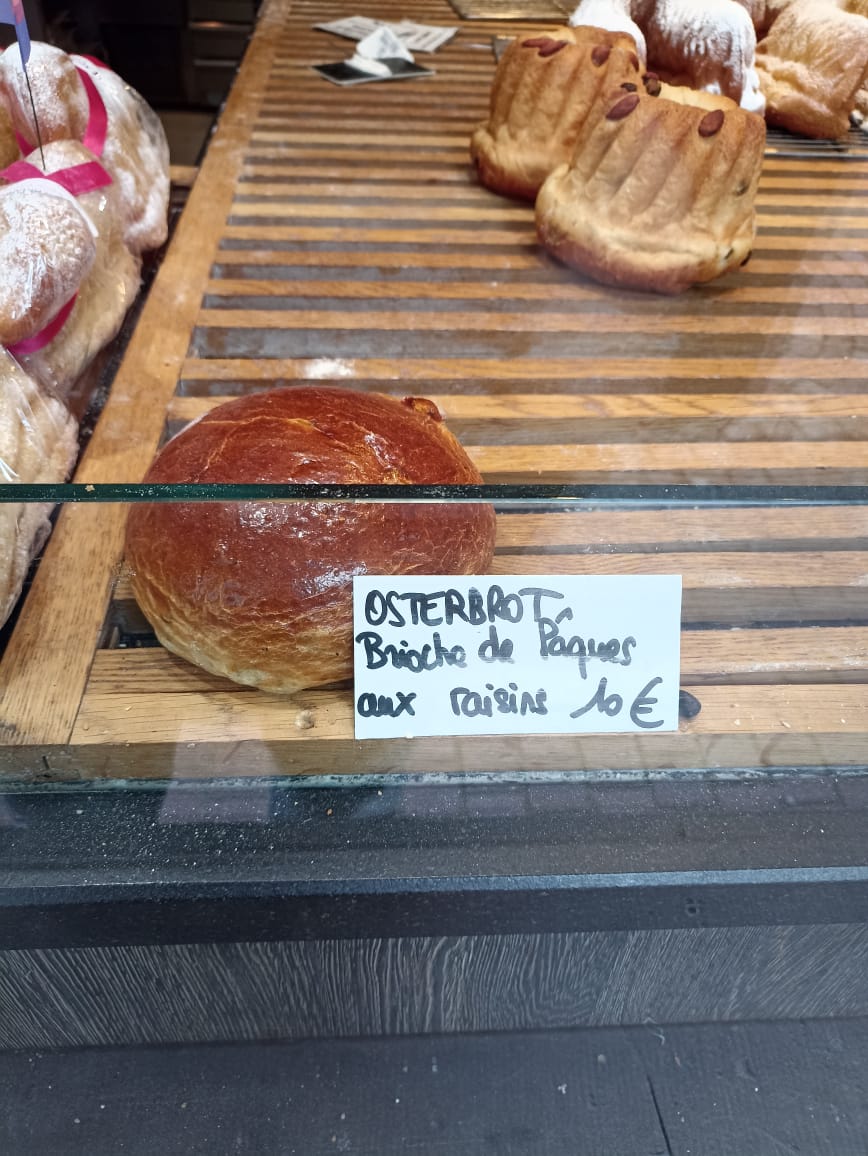 OSTERBROT
Brioche de Pâques
aux raisins 10 €